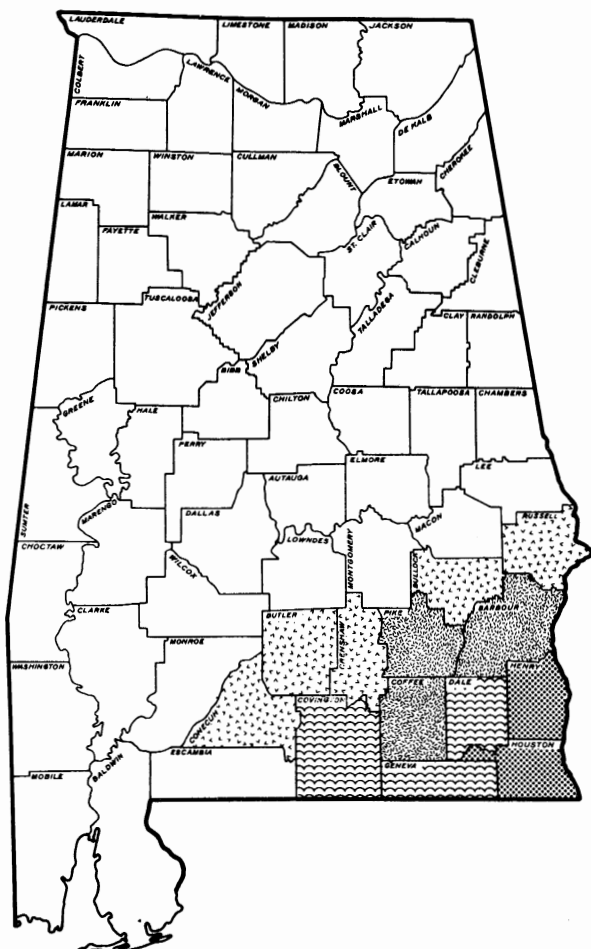 LAUDERDALE
LIMESTONE
MADISON
JACKSON
COLBERT
LAWRENCE
MORGAN
FRANKLIN
MARSHALL
DE KALB
MARION
WINSTON
CULLMAN
BLOUNT
ETOWAH
CHEROKEE
LAMAR
FAYETTE
WALKER
ST. CLAIR
CALHOUN
CLEBURNE
PICKENS
TUSCALOOSA
JEFFERSON
SHELBY
TALLADEGA
CLAY
RANDOLPH
BIBB
GREENE
HALE
CHILTON
COOSA
TALLAPOOSA
CHAMBERS
PERRY
AUTAUGA
ELMORE
LEE
SUMTER
MARENGO
DALLAS
LOWNDES
MONTGOMERY
MACON
RUSSELL
CHOCTAW
WILCOX
BULLOCK
CLARKE
BUTLER
CRENSHAW
PIKE
BARBOUR
MONROE
WASHINGTON
CONECUH
COVINGTON
COFFEE
DALE
HENRY
ESCAMBIA
GENEVA
HOUSTON
MOBILE
BALDWIN